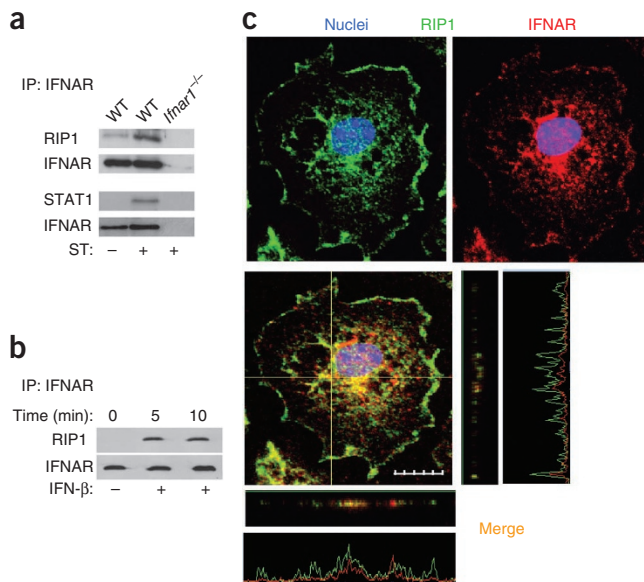 a
IP: IFNAR
WT WT Ifnar1–/–
RIP1
IFNAR
STAT1
IFNAR
ST: – + +
b
IP: IFNAR
Time (min): 0 5 10
RIP1
IFNAR
IFN-β: – + +
c
Nuclei RIP1 IFNAR
Merge